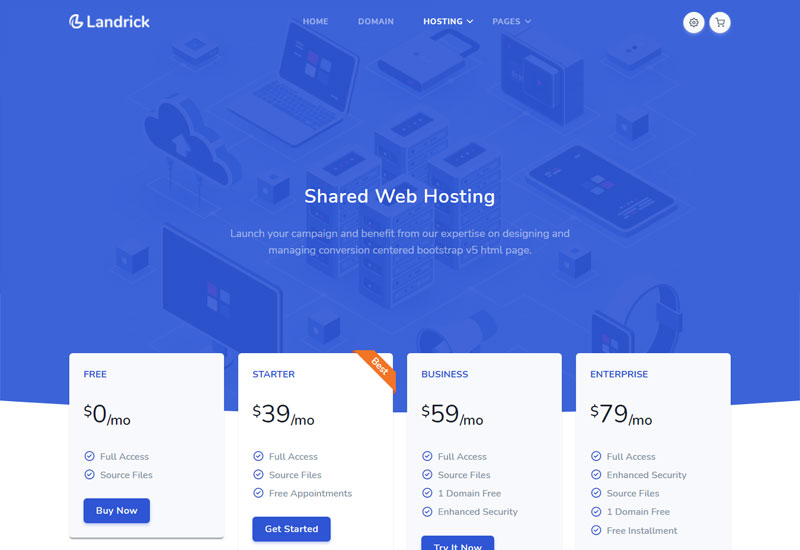 Landrick
HOME
DOMAIN
HOSTING
PAGES
Shared Web Hosting
Launch your campaign and benefit from our expertise on designing and
managing conversion centered bootstrap v5 html page.
FREE
$0/mo
Full Access
Source Files
Buy Now
STARTER
Best
$39/mo
Full Access
Source Files
Free Appointments
Get Started
BUSINESS
$59/mo
Full Access
Source Files
1 Domain Free
Enhanced Security
Try It Now
ENTERPRISE
$79/mo
Full Access
Enhanced Security
Source Files
1 Domain Free
Free Installment